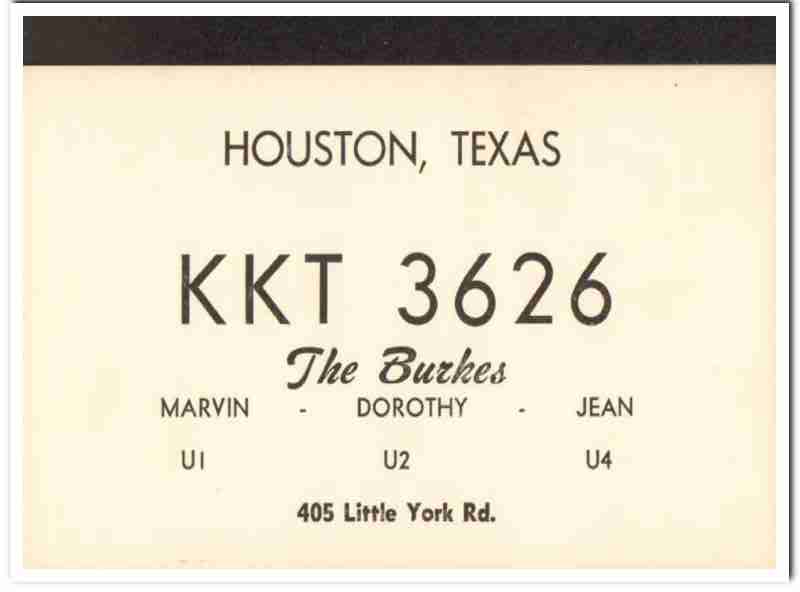 HOUSTON, TEXAS
KKT 3626
The Burkes
MARVIN - DOROTHY - JEAN
U1 U2 U4
405 Little York Rd.